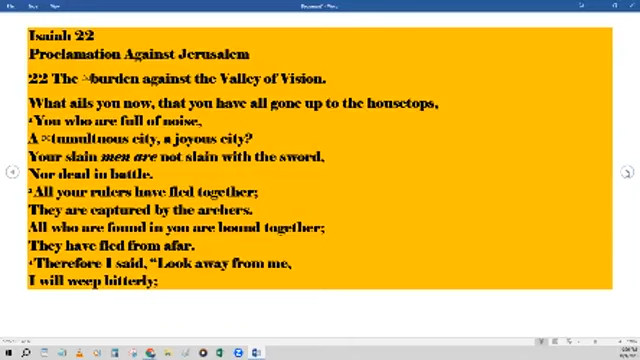 Isaiah 22
Proclamation Against Jerusalem
22 The burden against the Valley of Vision.
What ails you now, that you have all gone up to the housetops,
2 You who are full of noise,
A tumultuous city, a joyous city?
Your slain men are not slain with the sword,
Nor dead in battle.
3 All your rulers have fled together;
They are captured by the archers.
All who are found in you are bound together;
They have fled from afar.
4 Therefore I said, “Look away from me,
I will weep bitterly;